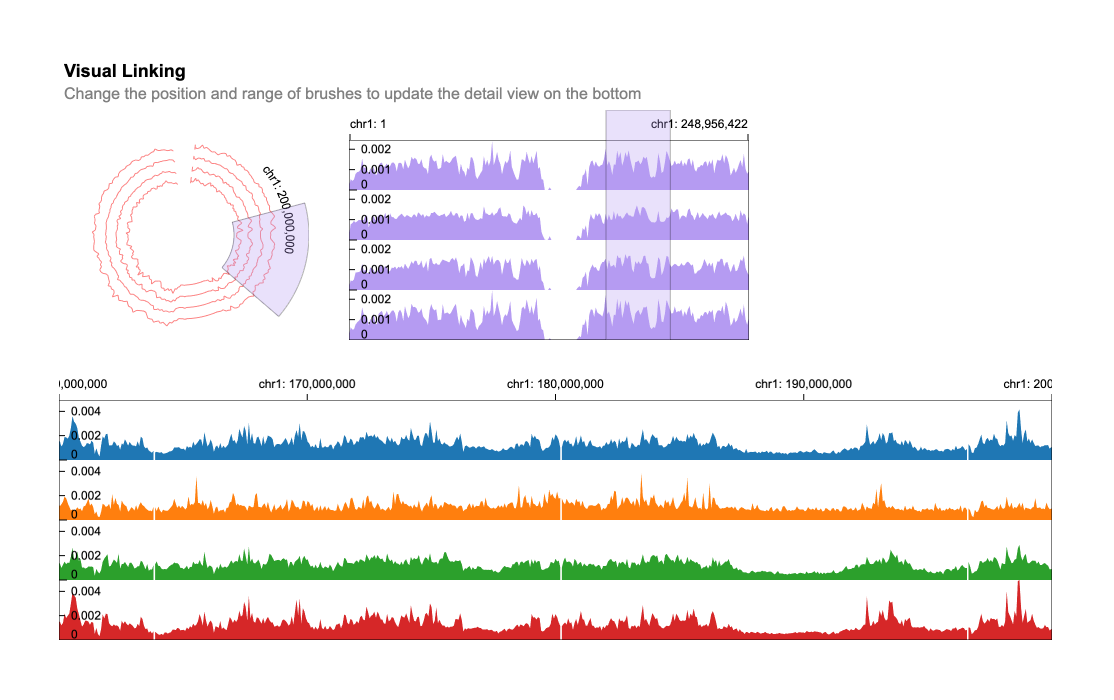 Visual Linking
Change the position and range of brushes to update the detail view on the bottom
chr1: 200,000,000
chr1: 1
chr1: 248,956,422
0.002
0.001
0
0.002
0.001
0
0.002
0.001
0
0.002
0.001
0
,000,000
chr1: 170,000,000
chr1: 180,000,000
chr1: 190,000,000
chr1: 200
0.004
0.002
0
0.004
0.002
0
0.004
0.002
0
0.004
0.002
0